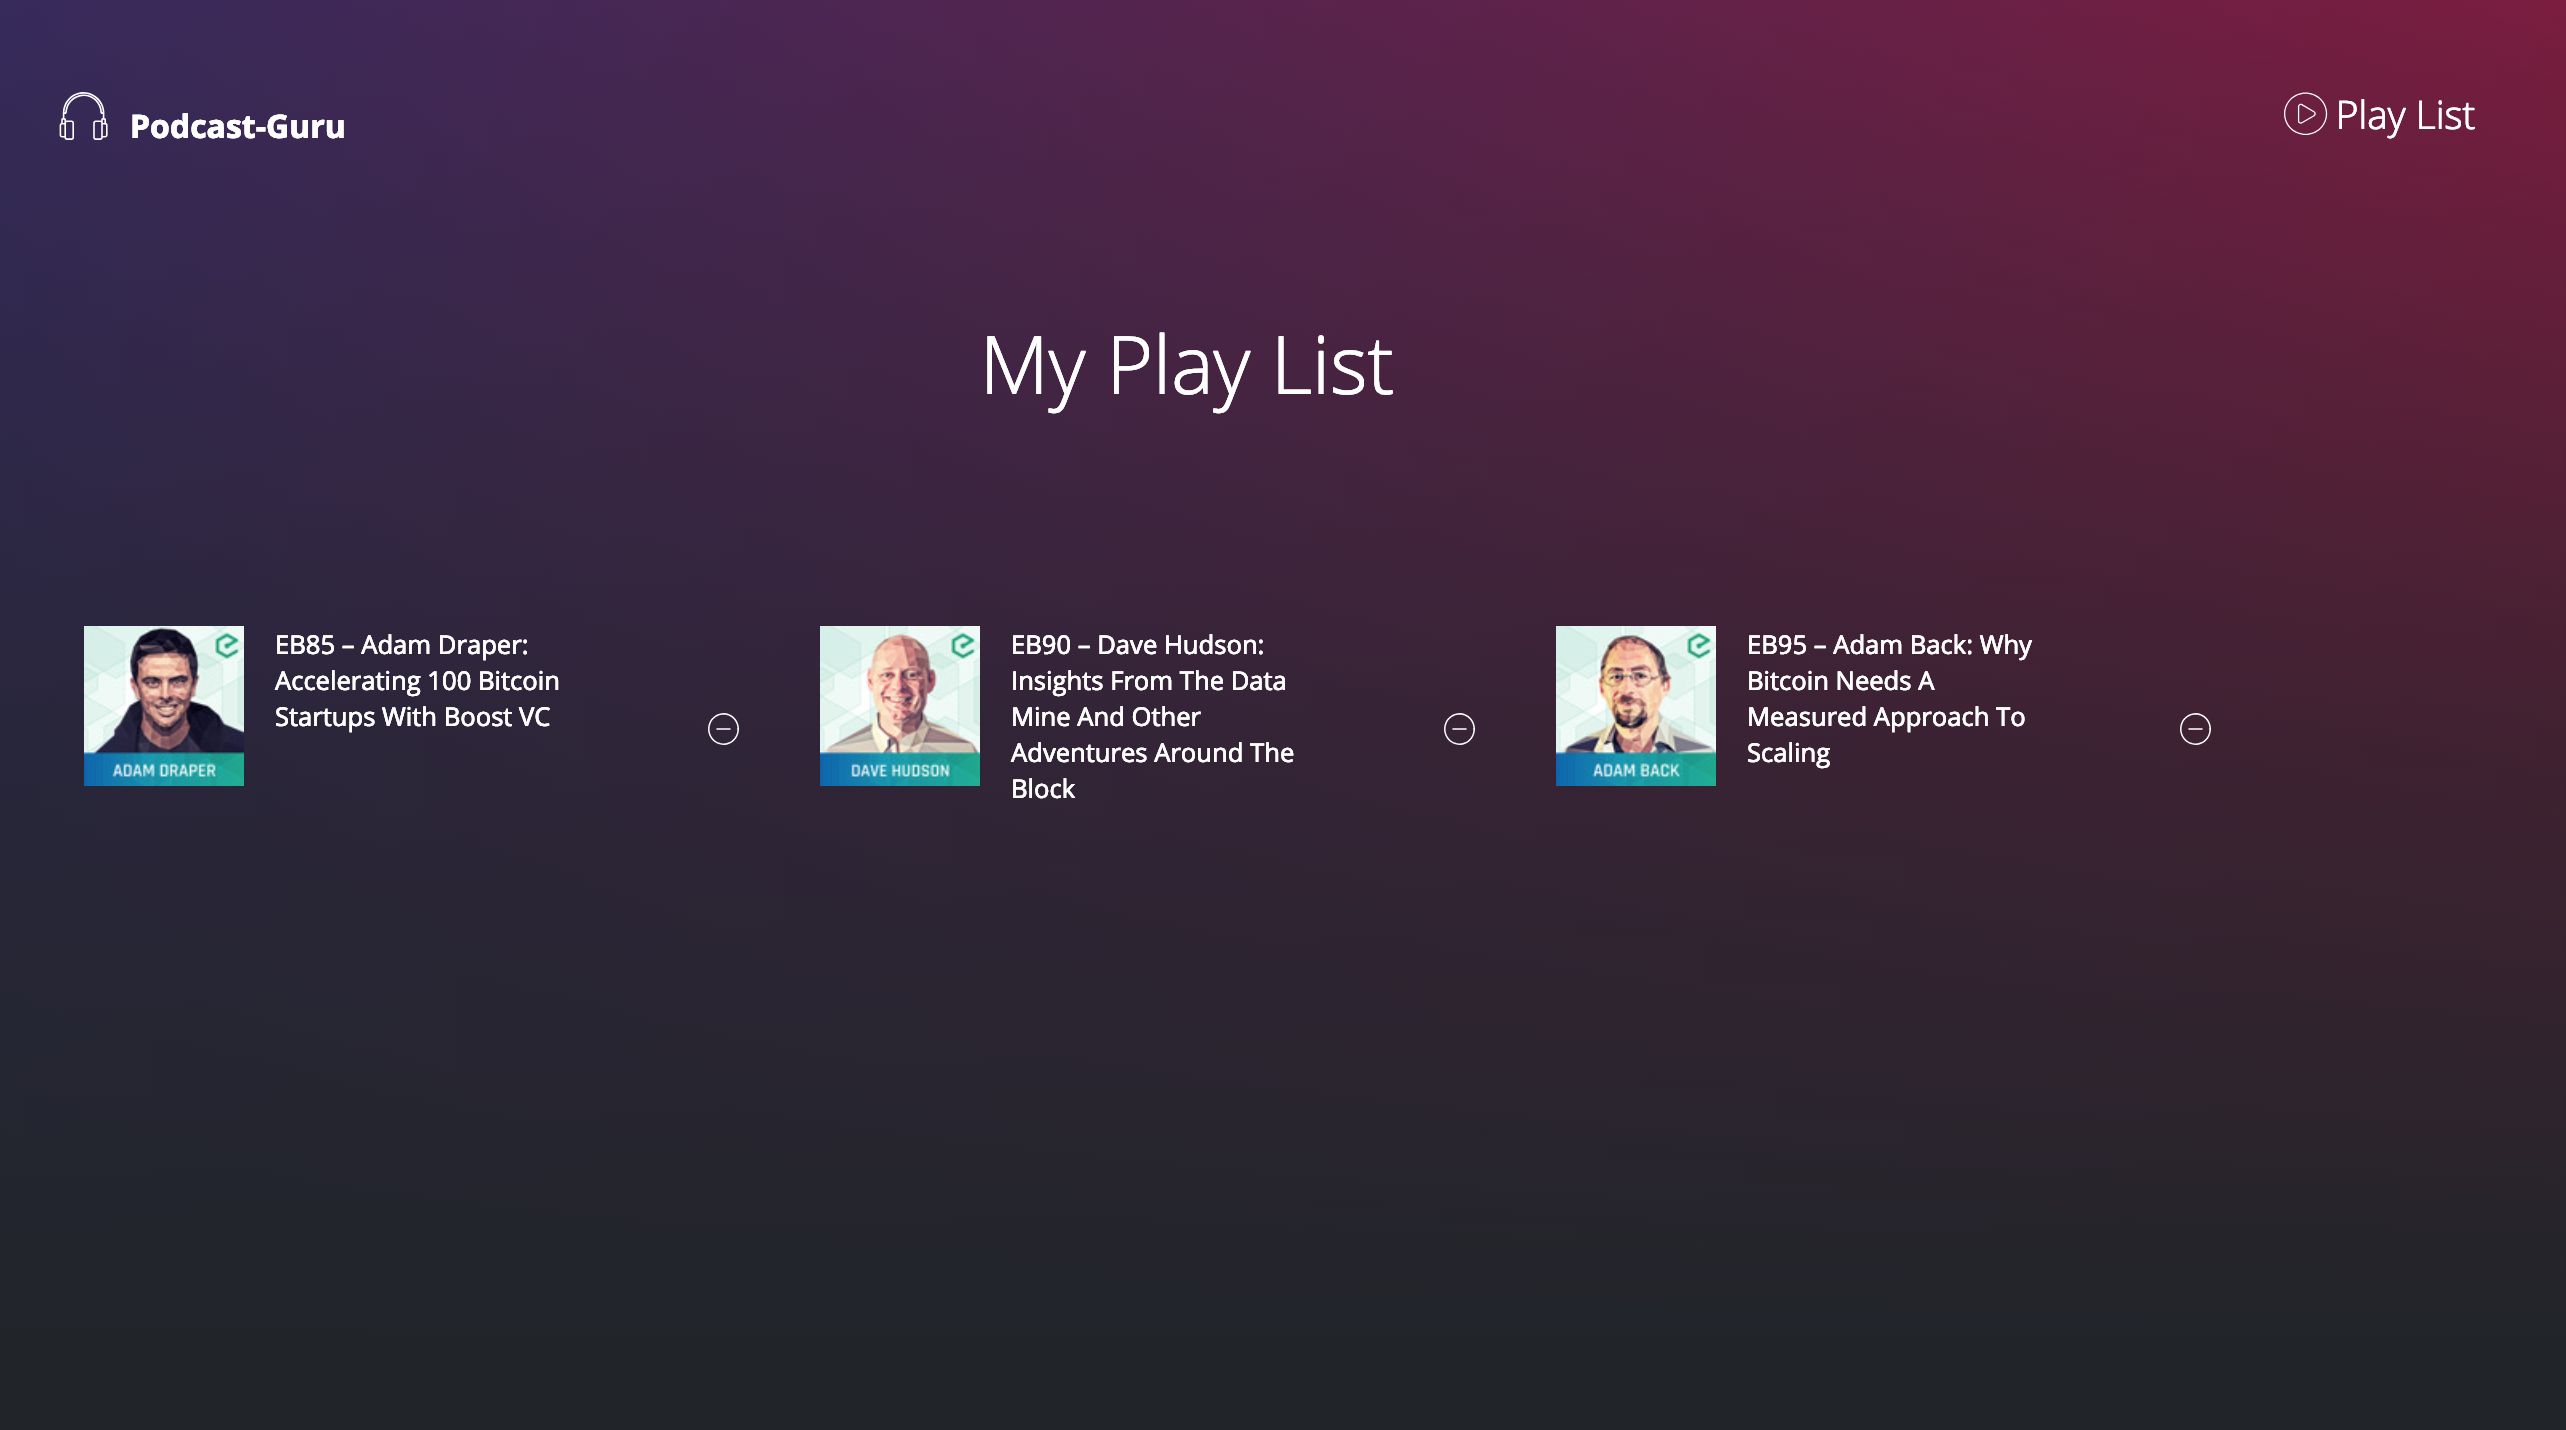 Podcast-Guru
Play List
My Play List
EB85 – Adam Draper:
Accelerating 100 Bitcoin
Startups With Boost VC
ADAM DRAPER
EB90 – Dave Hudson:
Insights From The Data
Mine And Other
Adventures Around The
Block
DAVE HUDSON
EB95 – Adam Back: Why
Bitcoin Needs A
Measured Approach To
Scaling
ADAM BACK